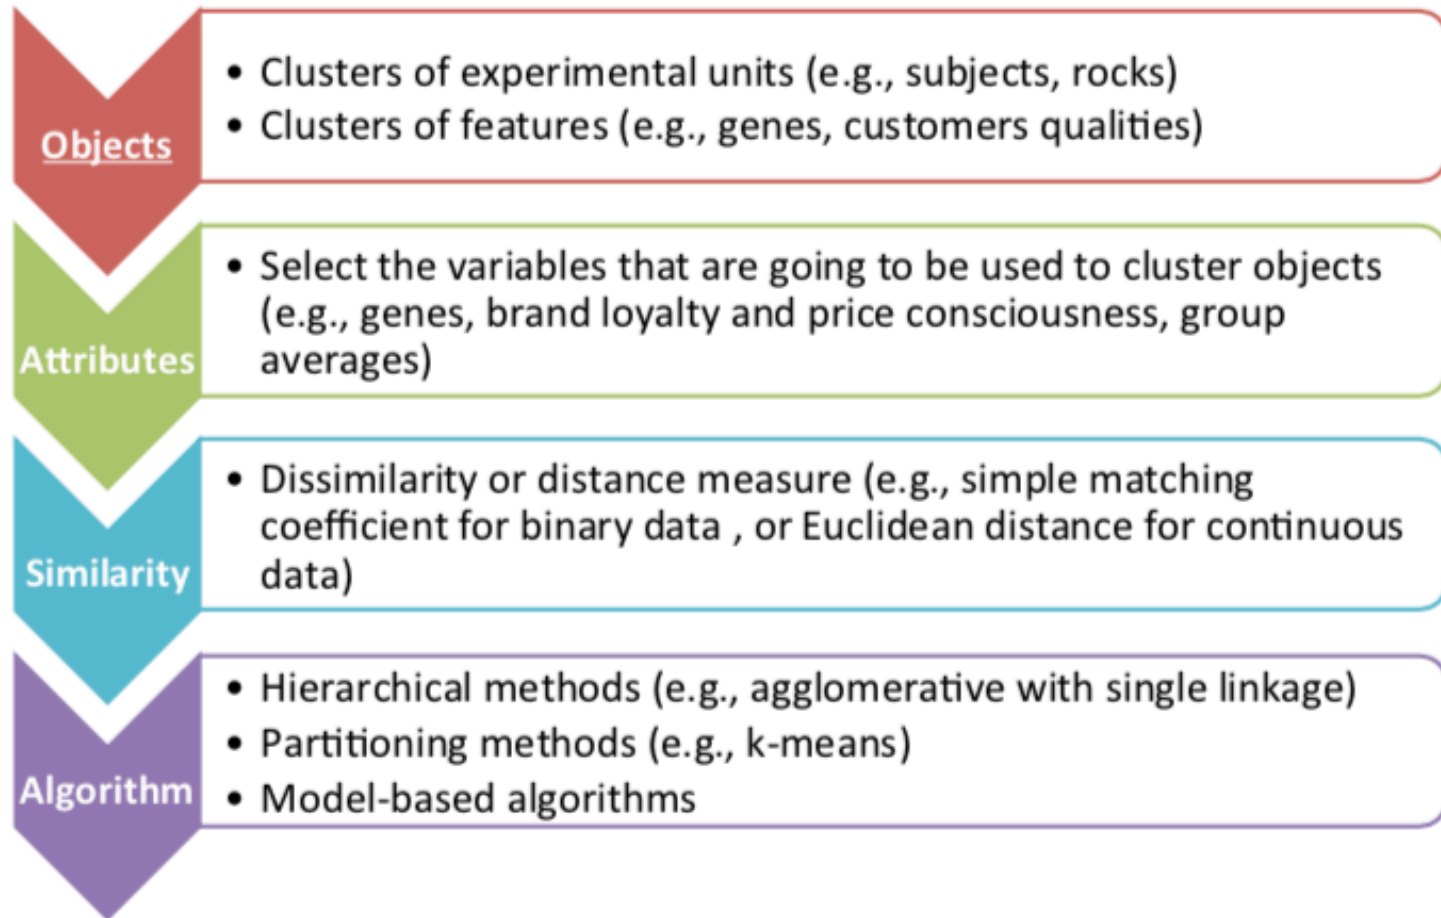 Objects
• Clusters of experimental units (e.g., subjects, rocks)
• Clusters of features (e.g., genes, customers qualities)
Attributes
• Select the variables that are going to be used to cluster objects
(e.g., genes, brand loyalty and price consciousness, group
averages)
Similarity
• Dissimilarity or distance measure (e.g., simple matching
coefficient for binary data , or Euclidean distance for continuous
data)
Algorithm
• Hierarchical methods (e.g., agglomerative with single linkage)
• Partitioning methods (e.g., k-means)
• Model-based algorithms